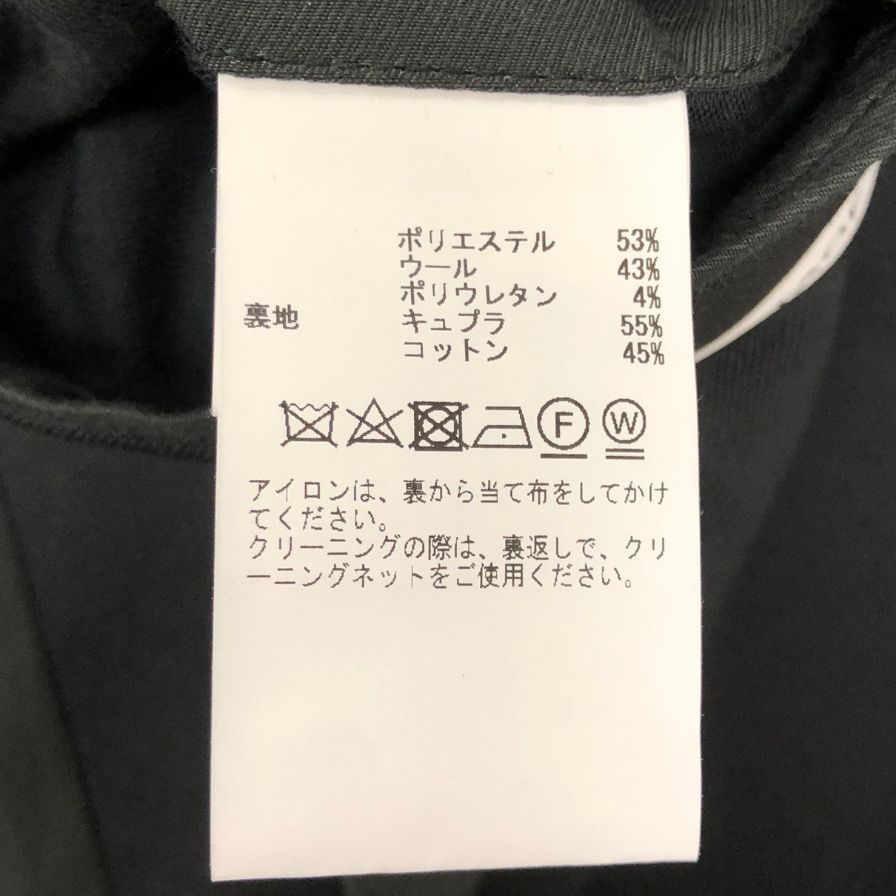 ポリエステル 53%
ウール 43%
ポリウレタン 4%
裏地 キュプラ 55%
コットン 45%
F W
アイロンは、裏から当て布をしてかけ
てください。
クリーニングの際は、裏返しで、クリ
ーニングネットをご使用ください。